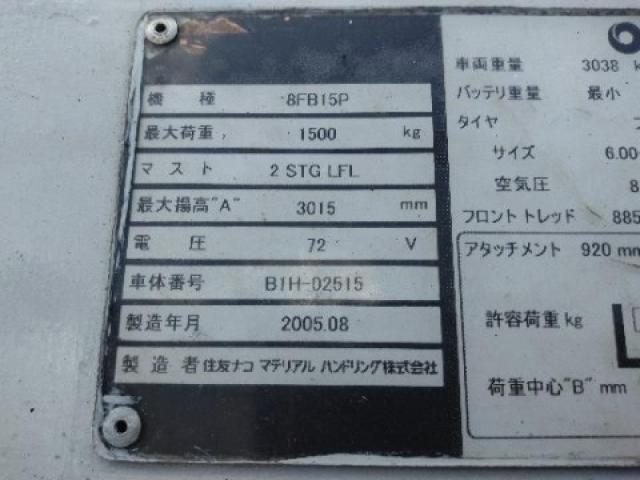 機種 8FB15P
最大荷重 1500 kg
マスト 2 STG LFL
最大揚高"A" 3015 mm
電圧 72 V
車体番号 B1H-02515
製造年月 2005.08
製造者 住友ナコ マテリアル ハンドリング株式会社
車両重量 3038 k
バッテリ重量 最小
タイヤ
サイズ 6.00
空気圧 8
フロントトレッド 885
アタッチメント 920 mm
許容荷重 kg
荷重中心"B" mm